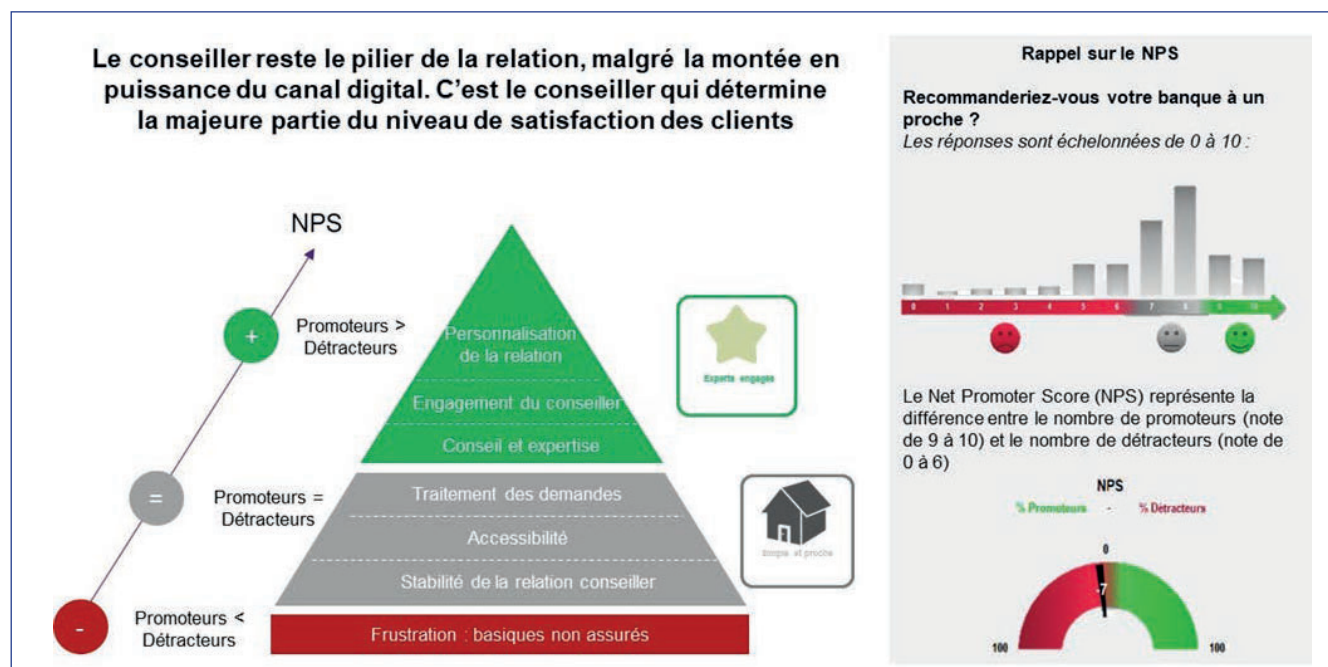 Le conseiller reste le pilier de la relation, malgré la montée en
puissance du canal digital. C’est le conseiller qui détermine
la majeure partie du niveau de satisfaction des clients
NPS
+
Promoteurs >
Détracteurs
=
Promoteurs =
Détracteurs
-
Promoteurs <
Détracteurs
Personnalisation
de la relation
Engagement du conseiller
Conseil et expertise
Traitement des demandes
Accessibilité
Stabilité de la relation conseiller
Frustration : basiques non assurés
Experts engagés
Simple et proche
Rappel sur le NPS
Recommanderiez-vous votre banque à un
proche ?
Les réponses sont échelonnées de 0 à 10 :
0 1 2 3 4 5 6 7 8 9 10
Le Net Promoter Score (NPS) représente la
différence entre le nombre de promoteurs (note
de 9 à 10) et le nombre de détracteurs (note de
0 à 6)
NPS
% Promoteurs - % Détracteurs
0
-7
100 100